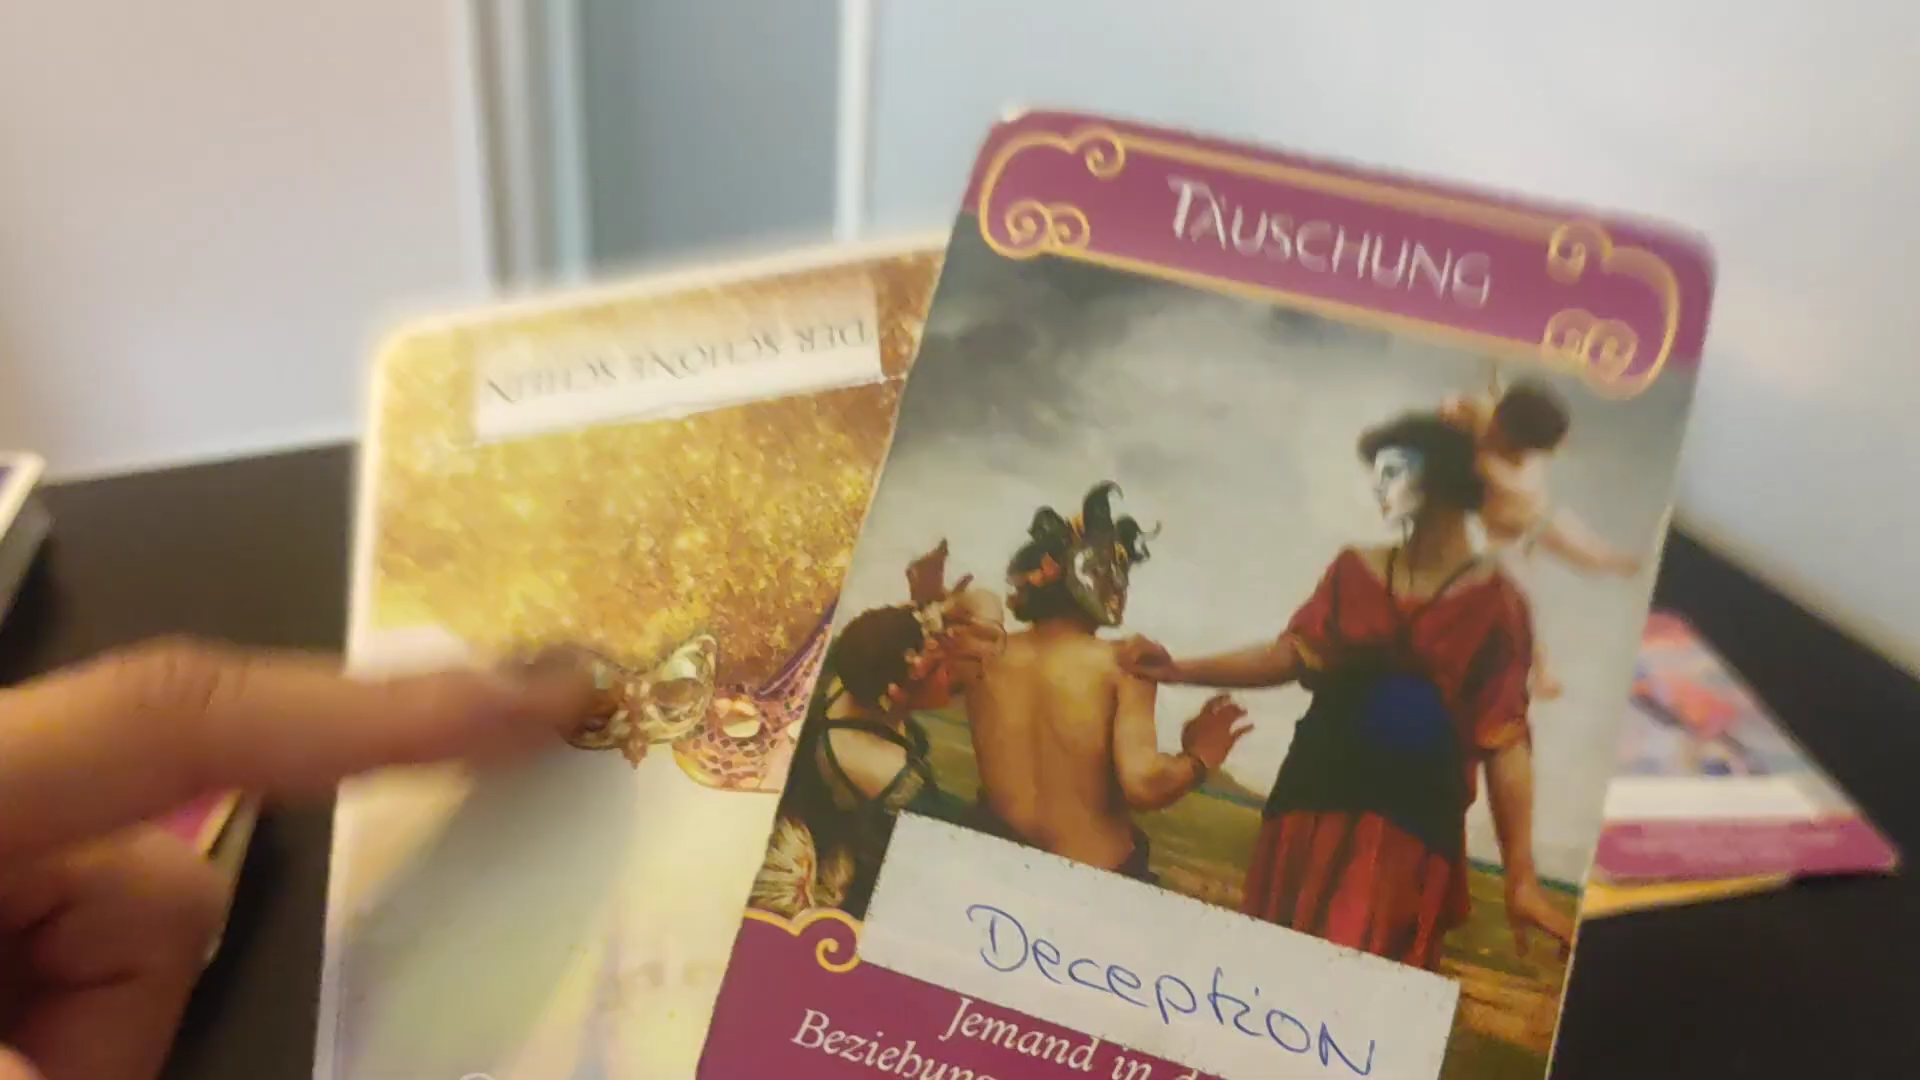 DER SCHÖNE SCHEIN
TÄUSCHUNG
Deception
Jemand in
Beziehung